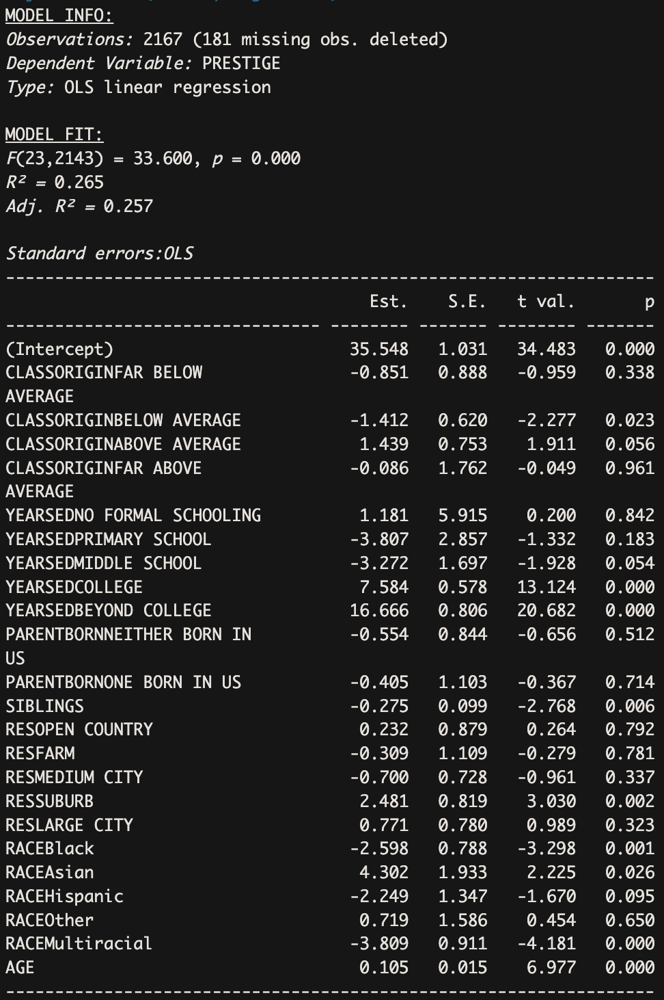 MODEL INFO:
Observations: 2167 (181 missing obs. deleted)
Dependent Variable: PRESTIGE
Type: OLS linear regression
MODEL FIT:
F(23,2143) = 33.600, p = 0.000
R² = 0.265
Adj. R² = 0.257
Standard errors:OLS
------------------------------------------------------------------
Est. S.E. t val. p
-------------------------------- -------- ------- -------- -------
(Intercept) 35.548 1.031 34.483 0.000
CLASSORIGINFAR BELOW -0.851 0.888 -0.959 0.338
AVERAGE
CLASSORIGINBELOW AVERAGE -1.412 0.620 -2.277 0.023
CLASSORIGINABOVE AVERAGE 1.439 0.753 1.911 0.056
CLASSORIGINFAR ABOVE -0.086 1.762 -0.049 0.961
AVERAGE
YEARSEDNO FORMAL SCHOOLING 1.181 5.915 0.200 0.842
YEARSEDPRIMARY SCHOOL -3.807 2.857 -1.332 0.183
YEARSEDMIDDLE SCHOOL -3.272 1.697 -1.928 0.054
YEARSEDCOLLEGE 7.584 0.578 13.124 0.000
YEARSEDBEYOND COLLEGE 16.666 0.806 20.682 0.000
PARENTBORNNEITHER BORN IN -0.554 0.844 -0.656 0.512
US
PARENTBORNONE BORN IN US -0.405 1.103 -0.367 0.714
SIBLINGS -0.275 0.099 -2.768 0.006
RESOPEN COUNTRY 0.232 0.879 0.264 0.792
RESFARM -0.309 1.109 -0.279 0.781
RESMEDIUM CITY -0.700 0.728 -0.961 0.337
RESSUBURB 2.481 0.819 3.030 0.002
RESLARGE CITY 0.771 0.780 0.989 0.323
RACEBlack -2.598 0.788 -3.298 0.001
RACEAsian 4.302 1.933 2.225 0.026
RACEHispanic -2.249 1.347 -1.670 0.095
RACEOther 0.719 1.586 0.454 0.650
RACEMultiracial -3.809 0.911 -4.181 0.000
AGE 0.105 0.015 6.977 0.000
------------------------------------------------------------------